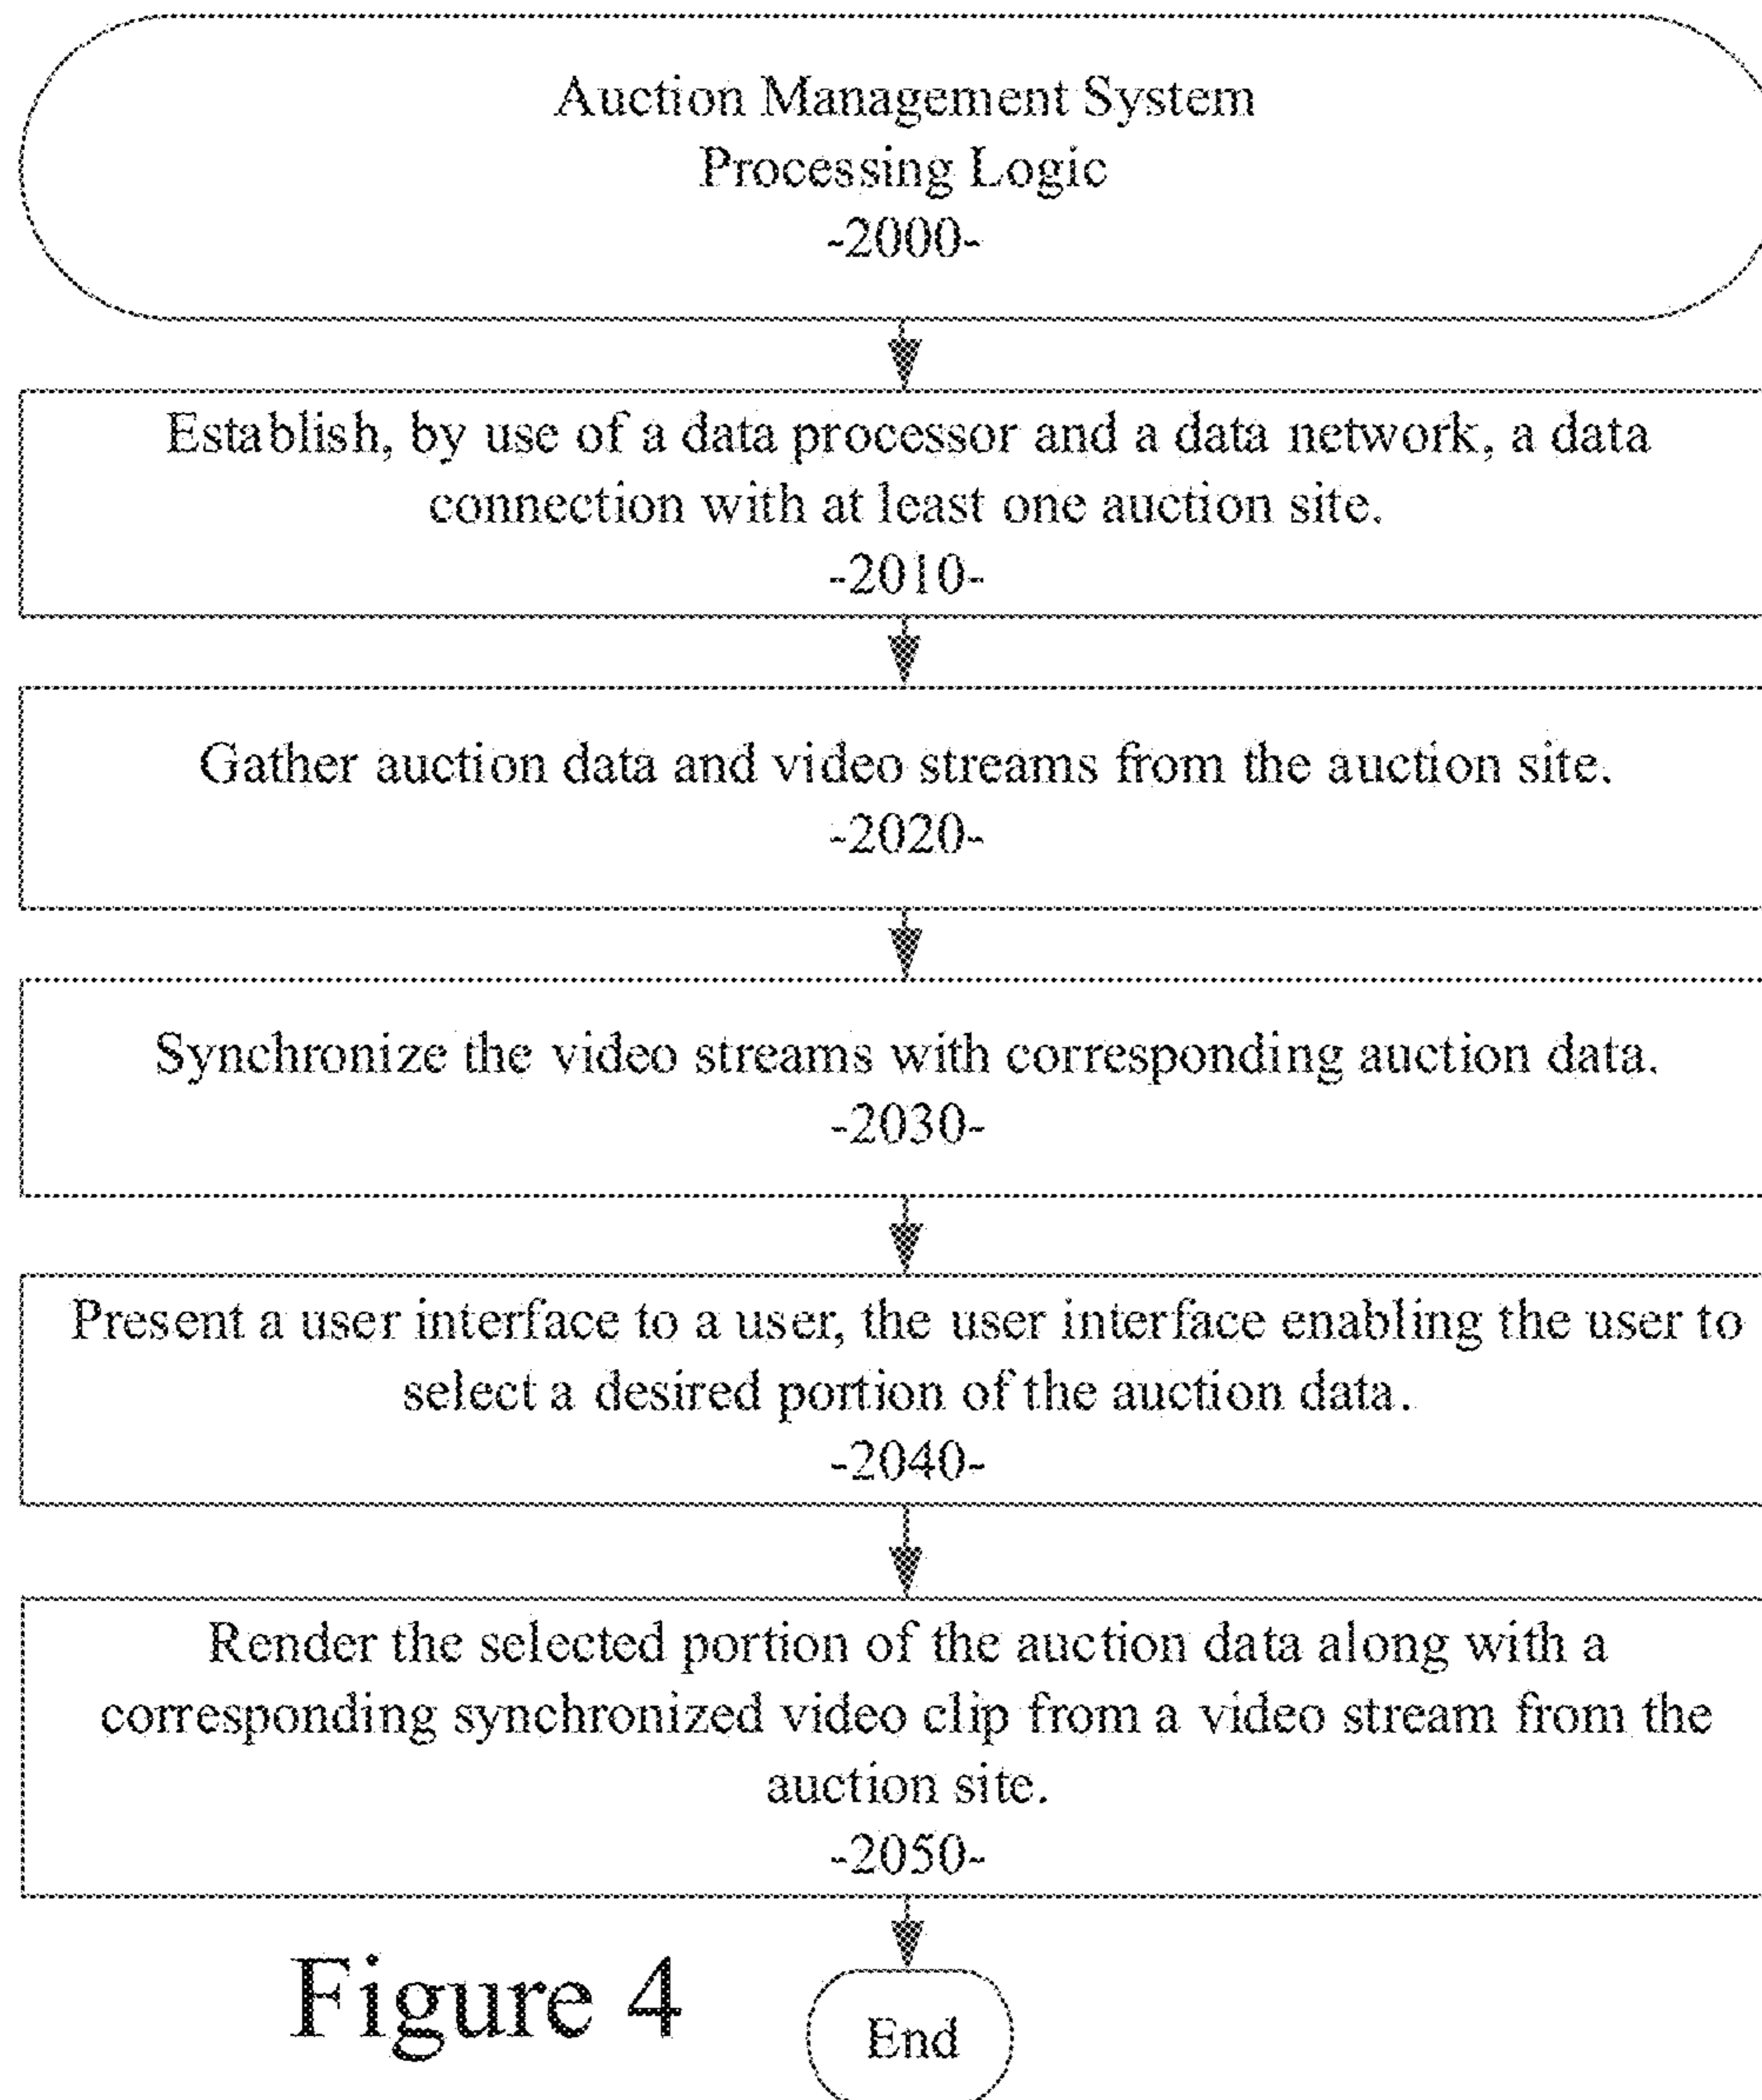 Auction Management System
Processing Logic
-2000-
Establish, by use of a data processor and a data network, a data
connection with at least one auction site.
-2010-
Gather auction data and video streams from the auction site.
-2020-
Synchronize the video streams with corresponding auction data.
-2030-
Present a user interface to a user, the user interface enabling the user to
select a desired portion of the auction data.
-2040-
Render the selected portion of the auction data along with a
corresponding synchronized video clip from a video stream from the
auction site.
-2050-
Figure 4
End